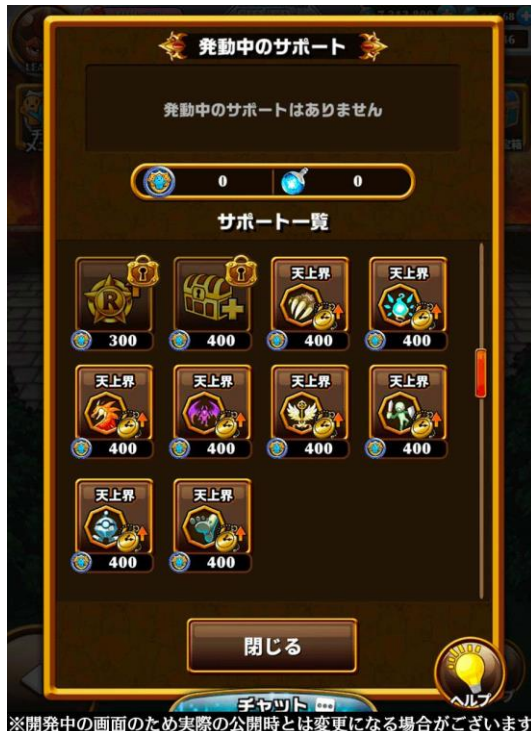 発動中のサポート
発動中のサポートはありません
0 0
サポート一覧
天上界 天上界
R
300 400 400 400
天上界 天上界 天上界 天上界
400 400 400 400
天上界 天上界
400 400
閉じる
ヘルプ
チャット
※開発中の画面のため実際の公開時とは変更になる場合がございます